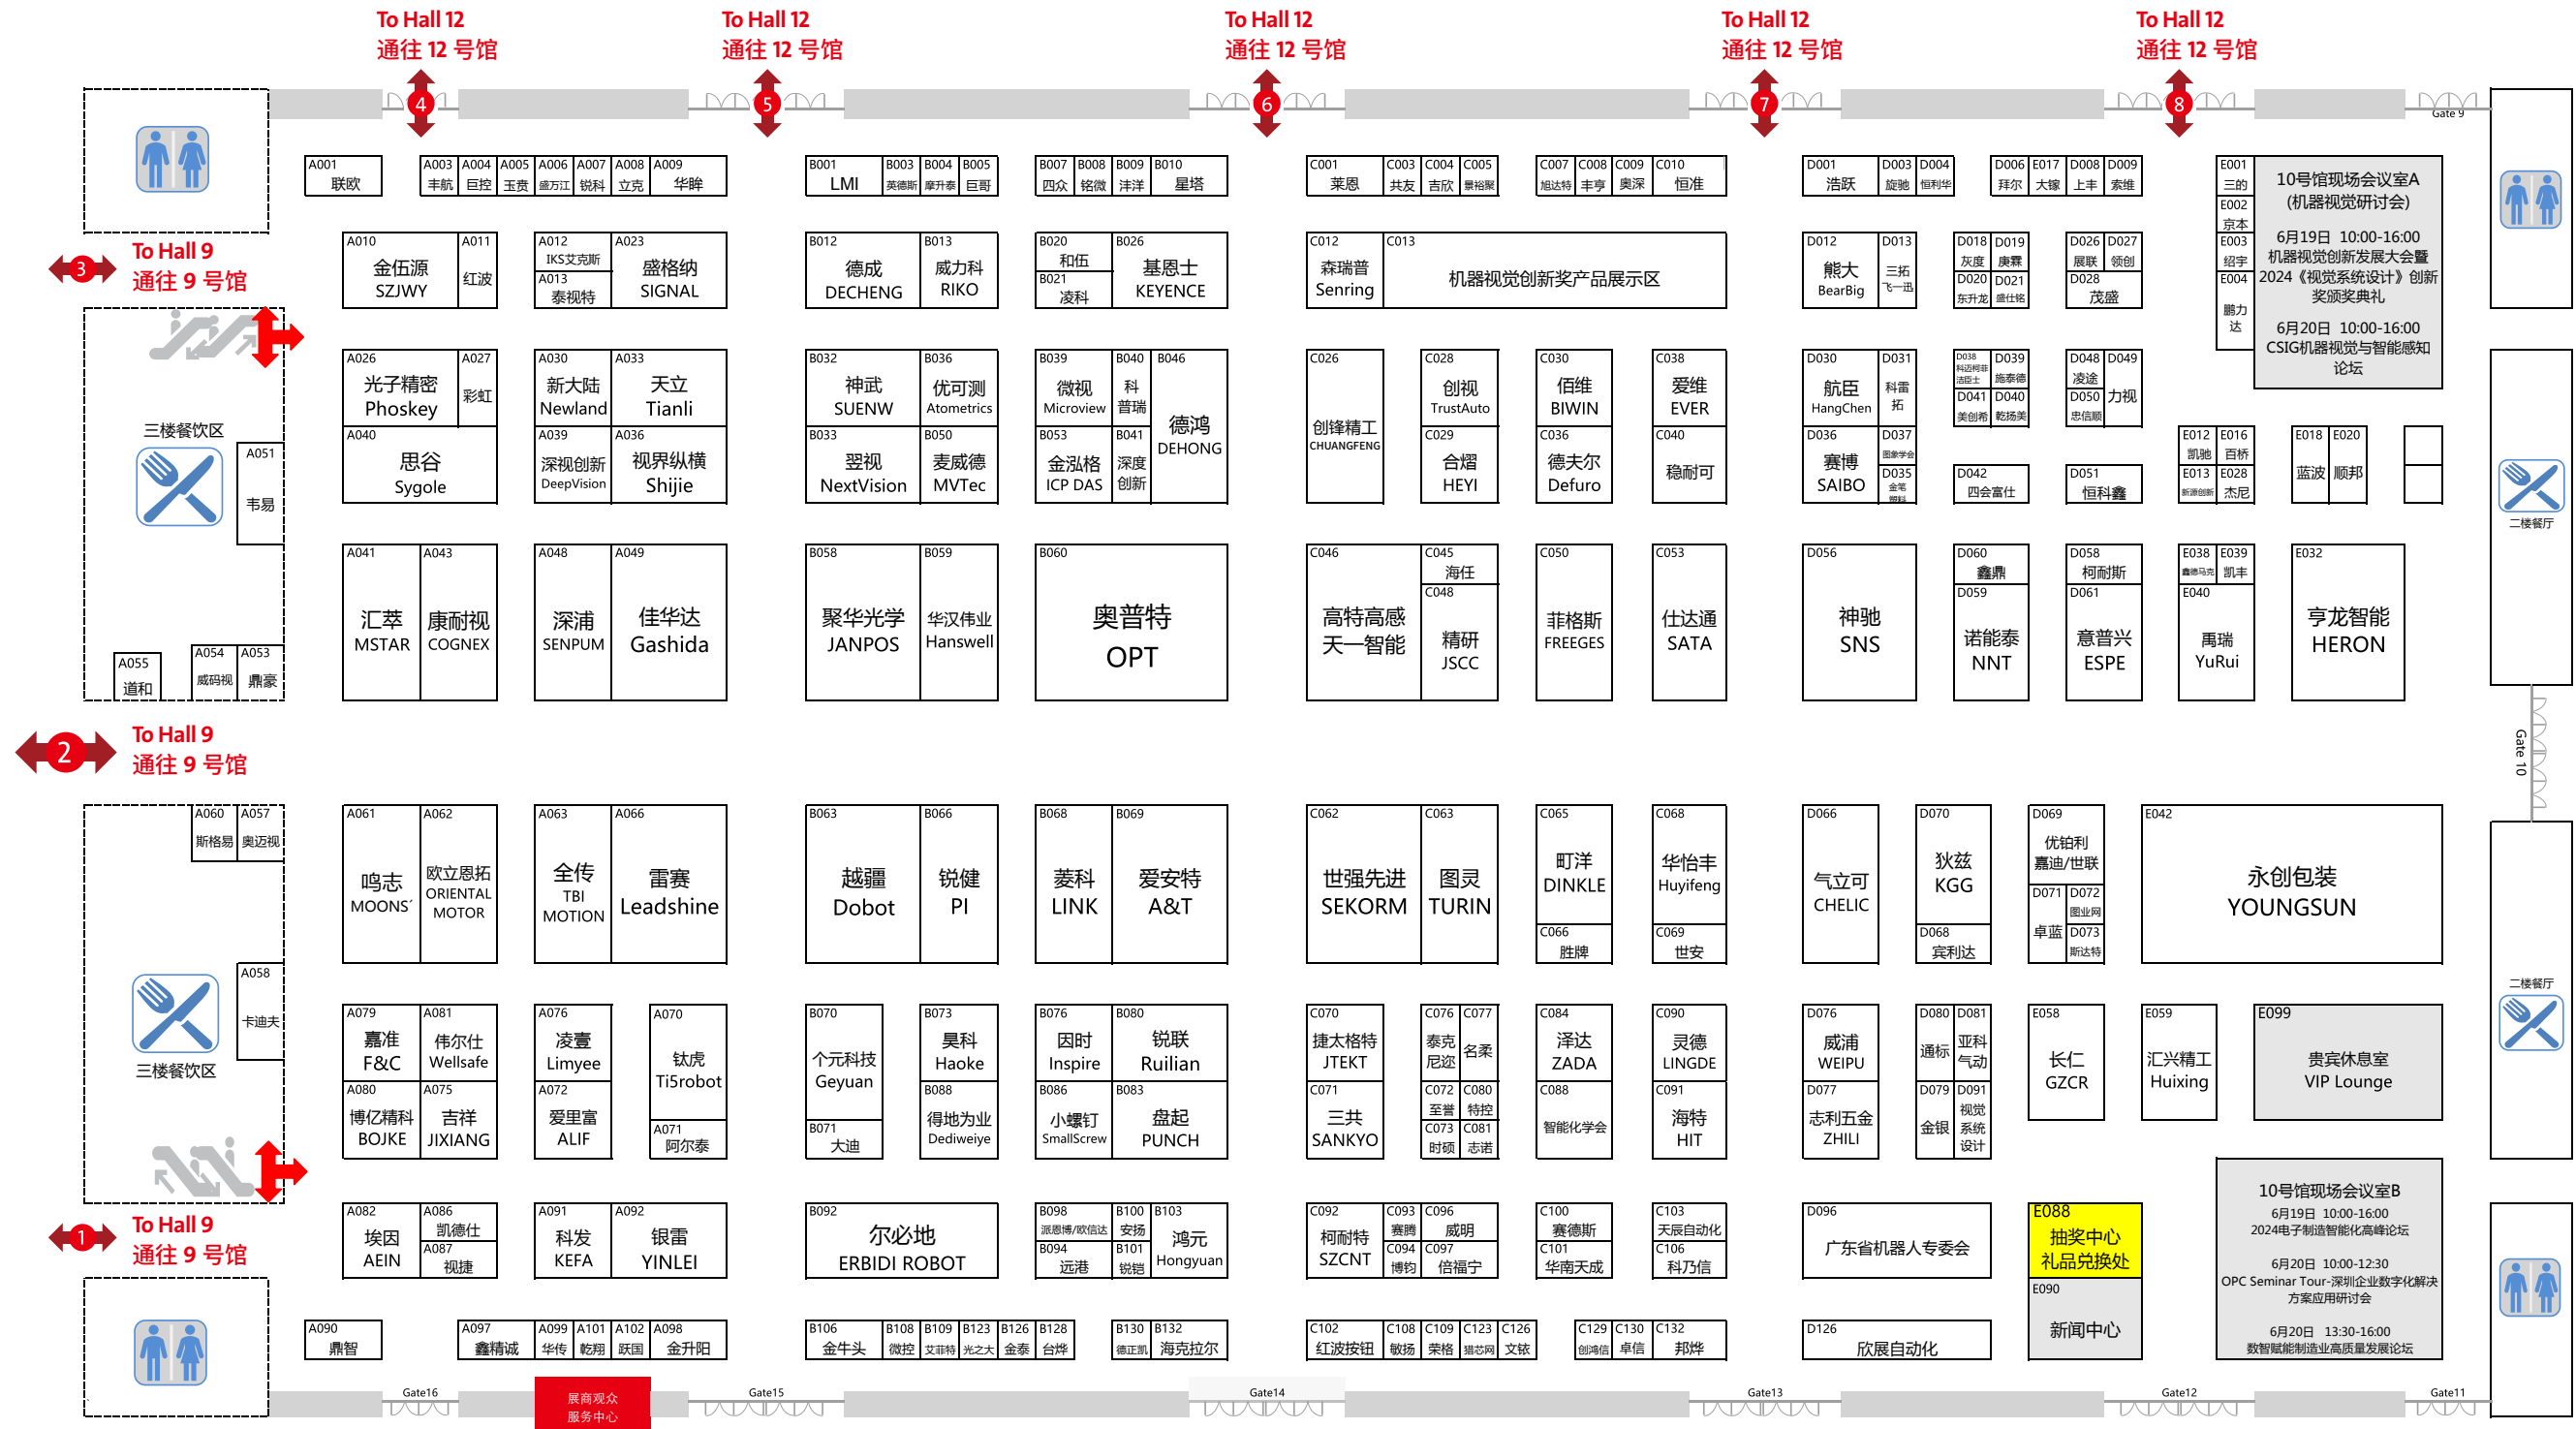 To Hall 12
通往 12 号馆
To Hall 12
通往 12 号馆
To Hall 12
通往 12 号馆
To Hall 12
通往 12 号馆
To Hall 12
通往 12 号馆
4
5
6
7
8
Gate 9
A001
联欧
A003
丰航
A004
巨控
A005
玉贲
A006
盛万江
A007
锐科
A008
立克
A009
华眸
B001
LMI
B003
英德斯
B004
摩升泰
B005
巨哥
B007
四众
B008
铭微
B009
沣洋
B010
星塔
C001
莱恩
C003
共友
C004
吉欣
C005
景裕聚
C007
旭达特
C008
丰亨
C009
奥深
C010
恒准
D001
浩跃
D003
旋驰
D004
恒利华
D006
拜尔
E017
大镓
D008
上丰
D009
索维
E001
三的
E002
京本
E003
绍宇
E004
鹏力
达
10号馆现场会议室A
(机器视觉研讨会)
6月19日 10:00-16:00
机器视觉创新发展大会暨
2024《视觉系统设计》创新
奖颁奖典礼
6月20日 10:00-16:00
CSIG机器视觉与智能感知
论坛
3
To Hall 9
通往 9 号馆
A010
金伍源
SZJWY
A011
红波
A012
IKS艾克斯
A013
泰视特
A023
盛格纳
SIGNAL
B012
德成
DECHENG
B013
威力科
RIKO
B020
和伍
B021
凌科
B026
基恩士
KEYENCE
C012
森瑞普
Senring
C013
机器视觉创新奖产品展示区
D012
熊大
BearBig
D013
三拓
飞一迅
D018
灰度
D019
庚霖
D020
东升龙
D021
盛仕铭
D026
展联
D027
领创
D028
茂盛
三楼餐饮区
A051
韦易
A026
光子精密
Phoskey
A027
彩虹
A040
思谷
Sygole
A030
新大陆
Newland
A033
天立
Tianli
A039
深视创新
DeepVision
A036
视界纵横
Shijie
B032
神武
SUENW
B036
优可测
Atometrics
B033
翌视
NextVision
B050
麦威德
MVTec
B039
微视
Microview
B040
科
普瑞
B046
德鸿
DEHONG
B053
金泓格
ICP DAS
B041
深度
创新
C026
创锋精工
CHUANGFENG
C028
创视
TrustAuto
C029
合熠
HEYI
C030
佰维
BIWIN
C036
德夫尔
Defuro
C038
爱维
EVER
C040
稳耐可
D030
航臣
HangChen
D031
科雷
拓
D036
赛博
SAIBO
D037
图象学会
D035
金笔
塑料
D038
科迈柯菲
洁臣士
D039
施泰德
D041
美创希
D040
乾扬美
D042
四会富仕
D048
凌途
D049
力视
D050
忠信顺
D051
恒科鑫
E012
凯驰
E016
百桥
E013
新源创新
E028
杰尼
E018
蓝波
E020
顺邦
二楼餐厅
A055
道和
A054
威码视
A053
鼎豪
A041
汇萃
MSTAR
A043
康耐视
COGNEX
A048
深浦
SENPUM
A049
佳华达
Gashida
B058
聚华光学
JANPOS
B059
华汉伟业
Hanswell
B060
奥普特
OPT
C046
高特高感
天一智能
C045
海任
C048
精研
JSCC
C050
菲格斯
FREEGES
C053
仕达通
SATA
D056
神驰
SNS
D060
鑫鼎
D059
诺能泰
NNT
D058
柯耐斯
D061
意普兴
ESPE
E038
鑫德马克
E039
凯丰
E040
禹瑞
YuRui
E032
亨龙智能
HERON
2
To Hall 9
通往 9 号馆
Gate 10
A060
斯格易
A057
奥迈视
A061
鸣志
MOONS´
A062
欧立恩拓
ORIENTAL
MOTOR
A063
全传
TBI
MOTION
A066
雷赛
Leadshine
B063
越疆
Dobot
B066
锐健
PI
B068
菱科
LINK
B069
爱安特
A&T
C062
世强先进
SEKORM
C063
图灵
TURIN
C065
町洋
DINKLE
C066
胜牌
C068
华怡丰
Huyifeng
C069
世安
D066
气立可
CHELIC
D070
狄兹
KGG
D068
宾利达
D069
优铂利
嘉迪/世联
D071
卓蓝
D072
图业网
D073
斯达特
E042
永创包装
YOUNGSUN
A058
卡迪夫
三楼餐饮区
二楼餐厅
A079
嘉准
F&C
A081
伟尔仕
Wellsafe
A080
博亿精科
BOJKE
A075
吉祥
JIXIANG
A076
凌壹
Limyee
A072
爱里富
ALIF
A070
钛虎
Ti5robot
A071
阿尔泰
B070
个元科技
Geyuan
B071
大迪
B073
昊科
Haoke
B088
得地为业
Dediweiye
B076
因时
Inspire
B080
锐联
Ruilian
B086
小螺钉
SmallScrew
B083
盘起
PUNCH
C070
捷太格特
JTEKT
C071
三共
SANKYO
C076
泰克
尼迩
C077
名柔
C072
至誉
C080
特控
C073
时硕
C081
志诺
C084
泽达
ZADA
C088
智能化学会
C090
灵德
LINGDE
C091
海特
HIT
D076
威浦
WEIPU
D077
志利五金
ZHILI
D080
通标
D081
亚科
气动
D079
金银
D091
视觉
系统
设计
E058
长仁
GZCR
E059
汇兴精工
Huixing
E099
贵宾休息室
VIP Lounge
1
To Hall 9
通往 9 号馆
A082
埃因
AEIN
A086
凯德仕
A087
视捷
A091
科发
KEFA
A092
银雷
YINLEI
B092
尔必地
ERBIDI ROBOT
B098
派恩博/欧信达
B094
远港
B100
安扬
B101
锐铠
B103
鸿元
Hongyuan
C092
柯耐特
SZCNT
C093
赛腾
C094
博钧
C096
威明
C097
倍福宁
C100
赛德斯
C101
华南天成
C103
天辰自动化
C106
科乃信
D096
广东省机器人专委会
E088
抽奖中心
礼品兑换处
E090
新闻中心
10号馆现场会议室B
6月19日 10:00-16:00
2024电子制造智能化高峰论坛
6月20日 10:00-12:30
OPC Seminar Tour-深圳企业数字化解决
方案应用研讨会
6月20日 13:30-16:00
数智赋能制造业高质量发展论坛
A090
鼎智
A097
鑫精诚
A099
华传
A101
乾翔
A102
跃国
A098
金升阳
B106
金牛头
B108
微控
B109
艾菲特
B123
光之大
B126
金泰
B128
台烨
B130
德正凯
B132
海克拉尔
C102
红波按钮
C108
敏扬
C109
荣格
C123
猎芯网
C126
文铱
C129
创鸿信
C130
卓信
C132
邦烨
D126
欣展自动化
Gate16
展商观众
服务中心
Gate15
Gate14
Gate13
Gate12
Gate11